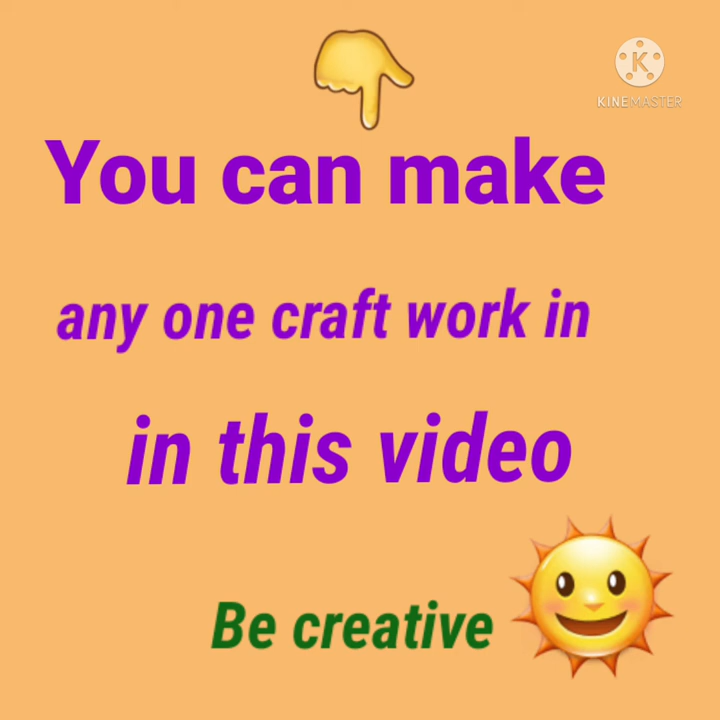 KINEMASTER
You can make
any one craft work in
in this video
Be creative